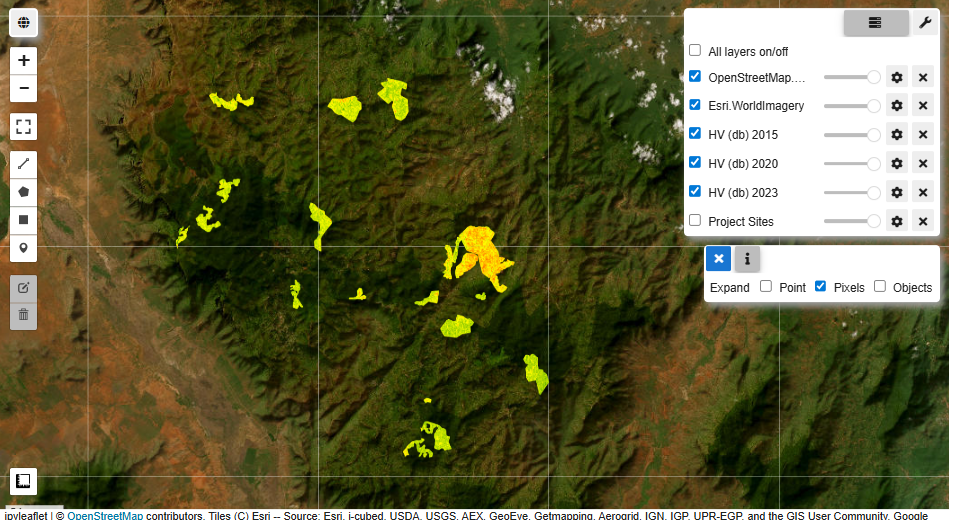 All layers on/off
OpenStreetMap....
Esri.WorldImagery
HV (db) 2015
HV (db) 2020
HV (db) 2023
Project Sites
Expand Point Pixels Objects
ipyleaflet | © OpenStreetMap contributors, Tiles (C) Esri -- Source: Esri, i-cubed, USDA, USGS, AEX, GeoEye, Getmapping, Aerogrid, IGN, IGP, UPR-EGP, and the GIS User Community, Google